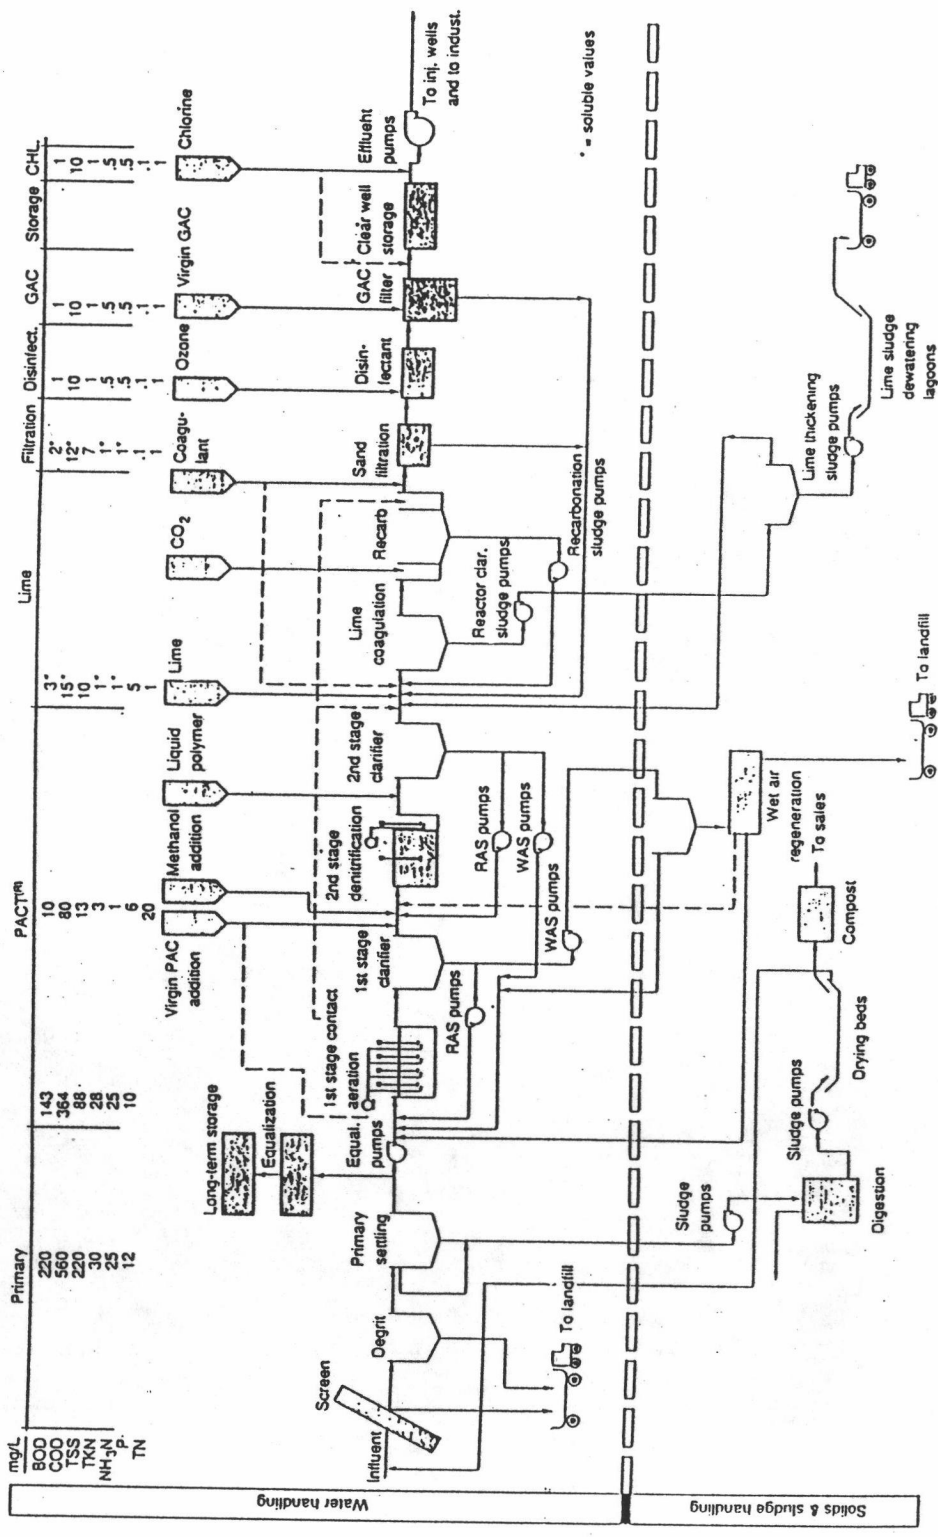 mg/L Primary PACT(R) Lime Filtration Disinfect. GAC Storage CHL.
BOD 220 143 10 3* 2* 1 1 1
COD 560 364 80 15* 12* 10 10 10
TSS 220 88 13 10 7 1 1 1
TKN 30 28 3 1* 1* .5 .5 .5
NH3N 25 25 1 1* 1* .5 .5 .5
P. 12 10 6 5 .1 .1 .1 .1
TN 20 1 1 1 1 1
Virgin PAC
addition
Methanol
addition
Liquid
polymer
Lime
CO2
Coagu-
lant
Ozone
Virgin GAC
Chlorine
Long-term storage
Equalization
Screen
Influent
Degrit
Primary
settling
Equal.
pumps
1st stage contact
aeration
1st stage
clarifier
2nd stage
denitrification
2nd stage
clarifier
Lime
coagulation
Recarb
Sand
filtration
Disin-
fectant
GAC
filter
Clear well
storage
Effluent
pumps
To inj. wells
and to indust.
RAS pumps
RAS pumps
WAS pumps
WAS pumps
Reactor clar.
sludge pumps
Recarbonation
sludge pumps
* = soluble values
To landfill
Water handling
Solids & sludge handling
Sludge
pumps
Digestion
Sludge pumps
Drying beds
Compost
To sales
Wet air
regeneration
To landfill
Lime thickening
sludge pumps
Lime sludge
dewatering
lagoons